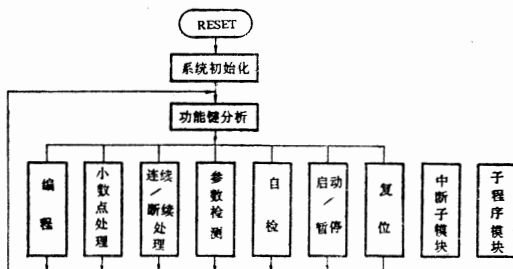 RESET
系统初始化
功能键分析
编程
小数点处理
连续/断续处理
参数检测
自检
启动/暂停
复位
中断子模块
子程序模块